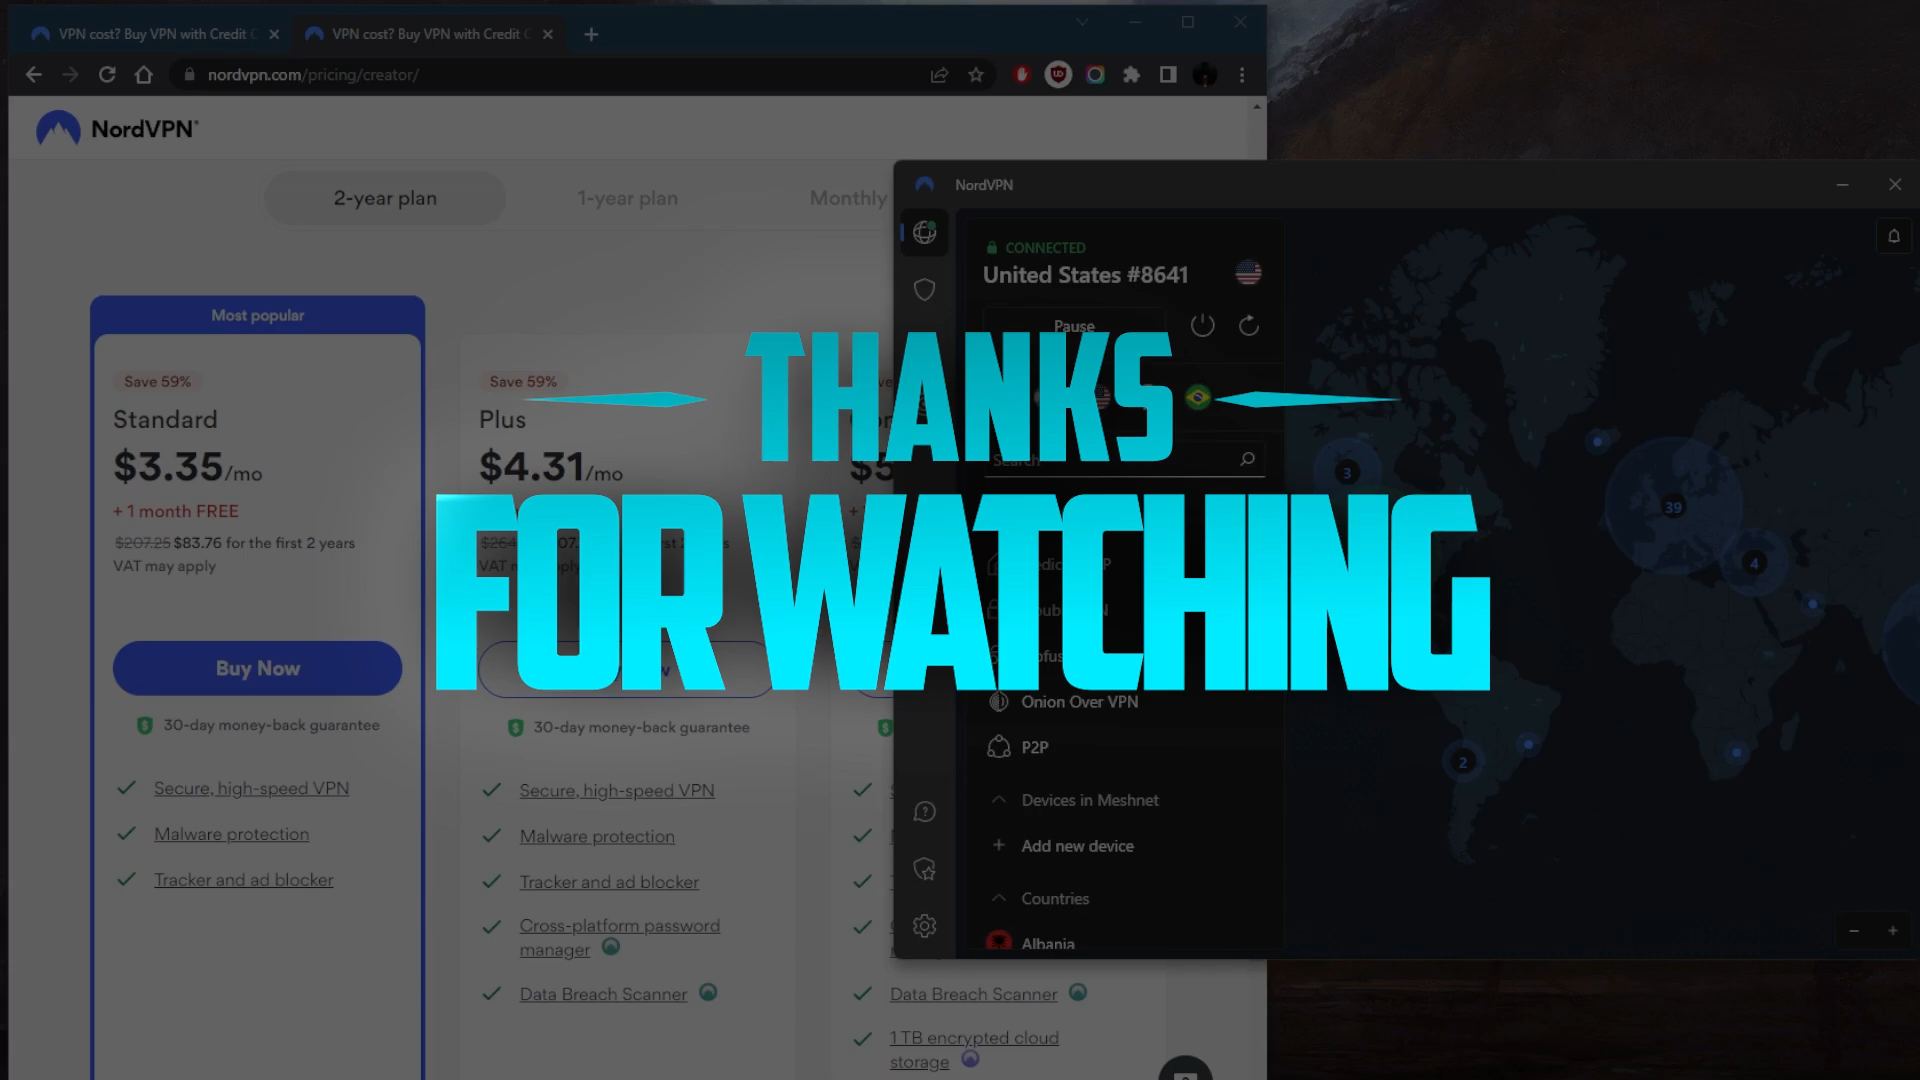 VPN cost? Buy VPN with Credit C
VPN cost? Buy VPN with Credit C
nordvpn.com/pricing/creator/
NordVPN®
2-year plan
1-year plan
Monthly
Most popular
Save 59%
Standard
$3.35/mo
+ 1 month FREE
$207.25 $83.76 for the first 2 years
VAT may apply
Buy Now
30-day money-back guarantee
Secure, high-speed VPN
Malware protection
Tracker and ad blocker
Save 59%
Plus
$4.31/mo
30-day money-back guarantee
Secure, high-speed VPN
Malware protection
Tracker and ad blocker
Cross-platform password
manager
Data Breach Scanner
Data Breach Scanner
1 TB encrypted cloud
storage
NordVPN
CONNECTED
United States #8641
Pause
Search
Onion Over VPN
P2P
Devices in Meshnet
Add new device
Countries
Albania
3
39
4
2
THANKS
FOR WATCHING